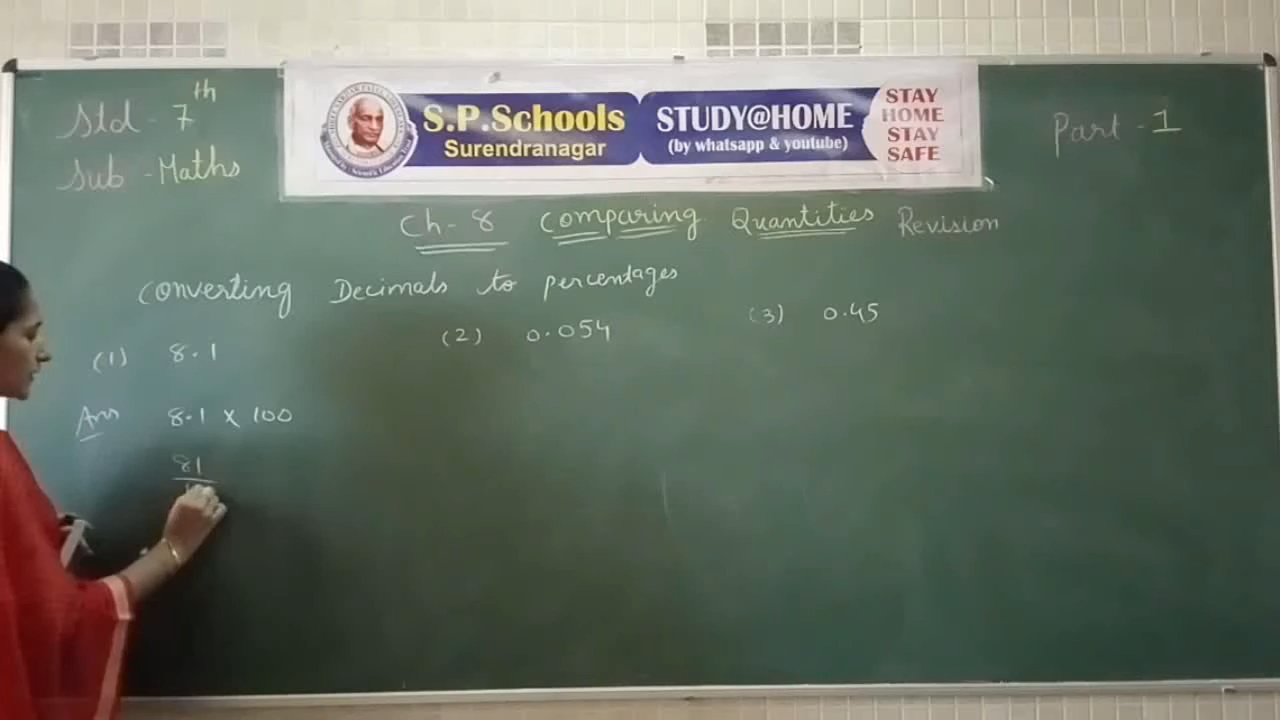 Std - 7th
Sub - Maths
S.P.Schools
Surendranagar
STUDY@HOME
(by whatsapp & youtube)
STAY
HOME
STAY
SAFE
Part - 1
Ch- 8 Comparing Quantities Revision
Converting Decimals to percentages
(1) 8.1
(2) 0.054
(3) 0.45
Ans 8.1 x 100
81